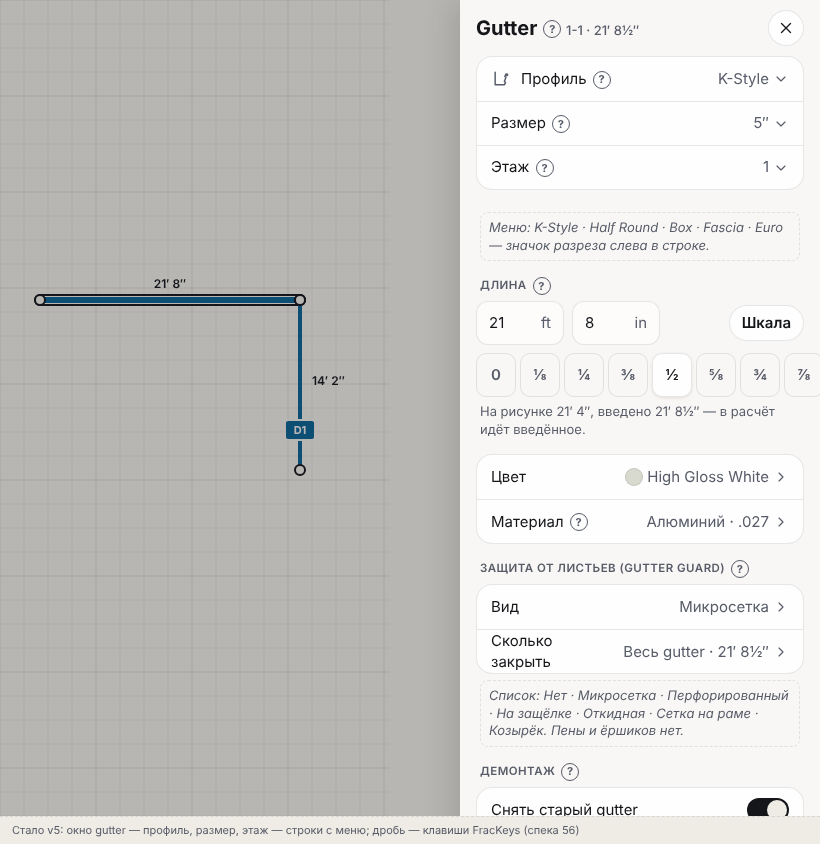 Gutter ? 1-1 · 21′ 8½″
Профиль ? K-Style
Размер ? 5″
Этаж ? 1
Меню: K-Style · Half Round · Box · Fascia · Euro
— значок разреза слева в строке.
21′ 8″
ДЛИНА ?
21 ft 8 in Шкала
0 ⅛ ¼ ⅜ ½ ⅝ ¾ ⅞
14′ 2″
На рисунке 21′ 4″, введено 21′ 8½″ — в расчёт
идёт введённое.
D1
Цвет High Gloss White
Материал ? Алюминий · .027
ЗАЩИТА ОТ ЛИСТЬЕВ (GUTTER GUARD) ?
Вид Микросетка
Сколько
закрыть Весь gutter · 21′ 8½″
Список: Нет · Микросетка · Перфорированный
· На защёлке · Откидная · Сетка на раме ·
Козырёк. Пены и ёршиков нет.
ДЕМОНТАЖ ?
Снять старый gutter
Стало v5: окно gutter — профиль, размер, этаж — строки с меню; дробь — клавиши FracKeys (спека 56)